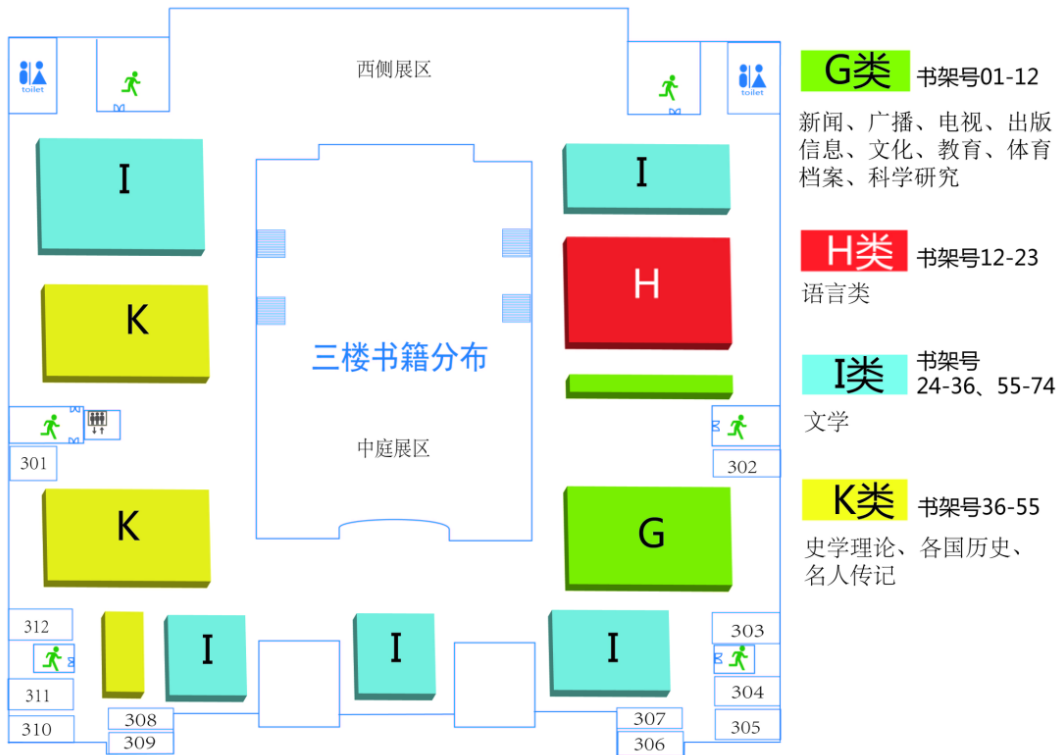 西侧展区
toilet
toilet
I
I
K
H
三楼书籍分布
中庭展区
301
302
K
G
312
303
I
I
I
311
304
310
308
307
305
309
306
G类 书架号01-12
新闻、广播、电视、出版
信息、文化、教育、体育
档案、科学研究
H类 书架号12-23
语言类
I类 书架号
24-36、55-74
文学
K类 书架号36-55
史学理论、各国历史、
名人传记